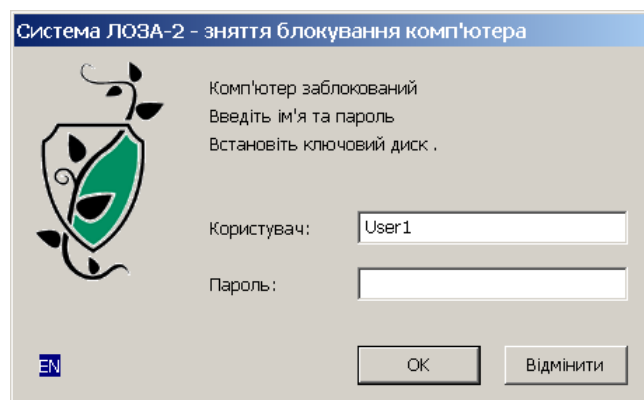 Система ЛОЗА-2 - зняття блокування комп'ютера
Комп'ютер заблокований
Введіть ім'я та пароль
Встановіть ключовий диск .
Користувач: User1
Пароль:
EN OK Відмінити